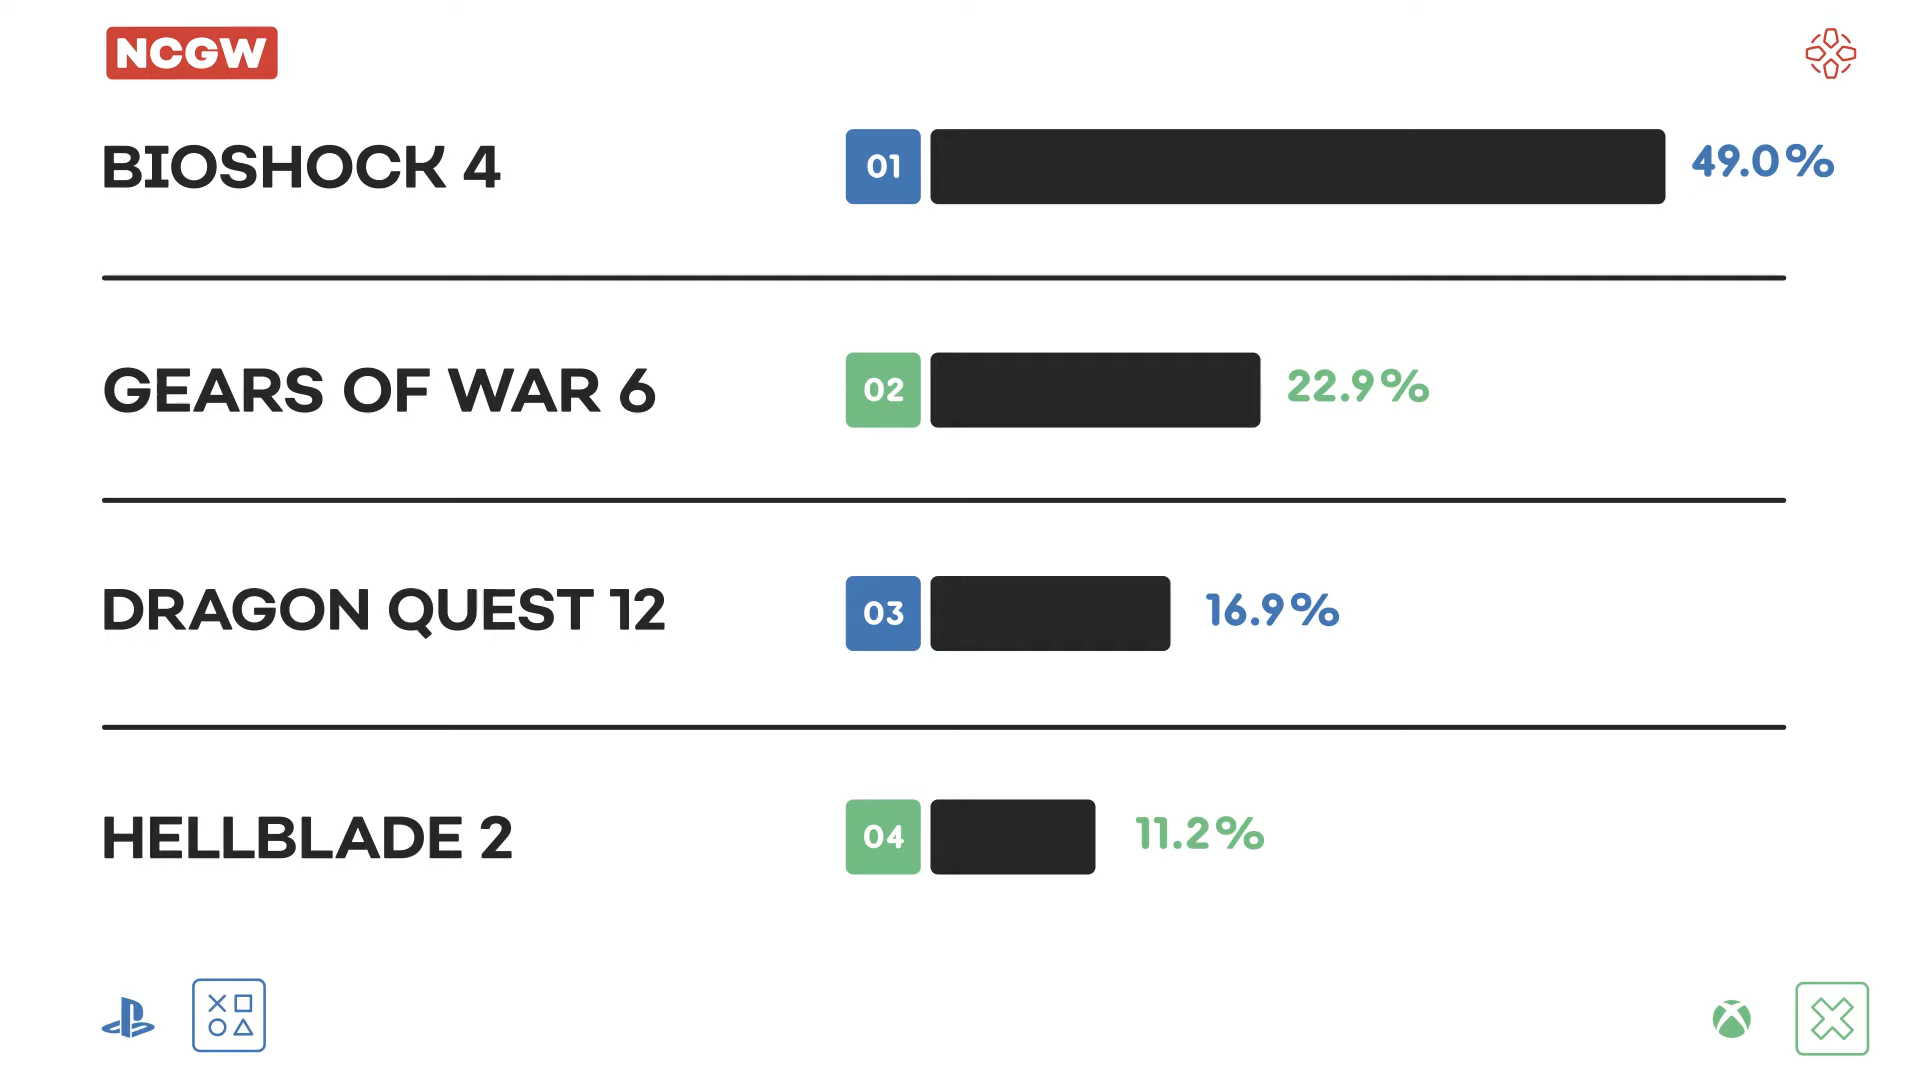 NCGW
BIOSHOCK 4 01 49.0%
GEARS OF WAR 6 02 22.9%
DRAGON QUEST 12 03 16.9%
HELLBLADE 2 04 11.2%